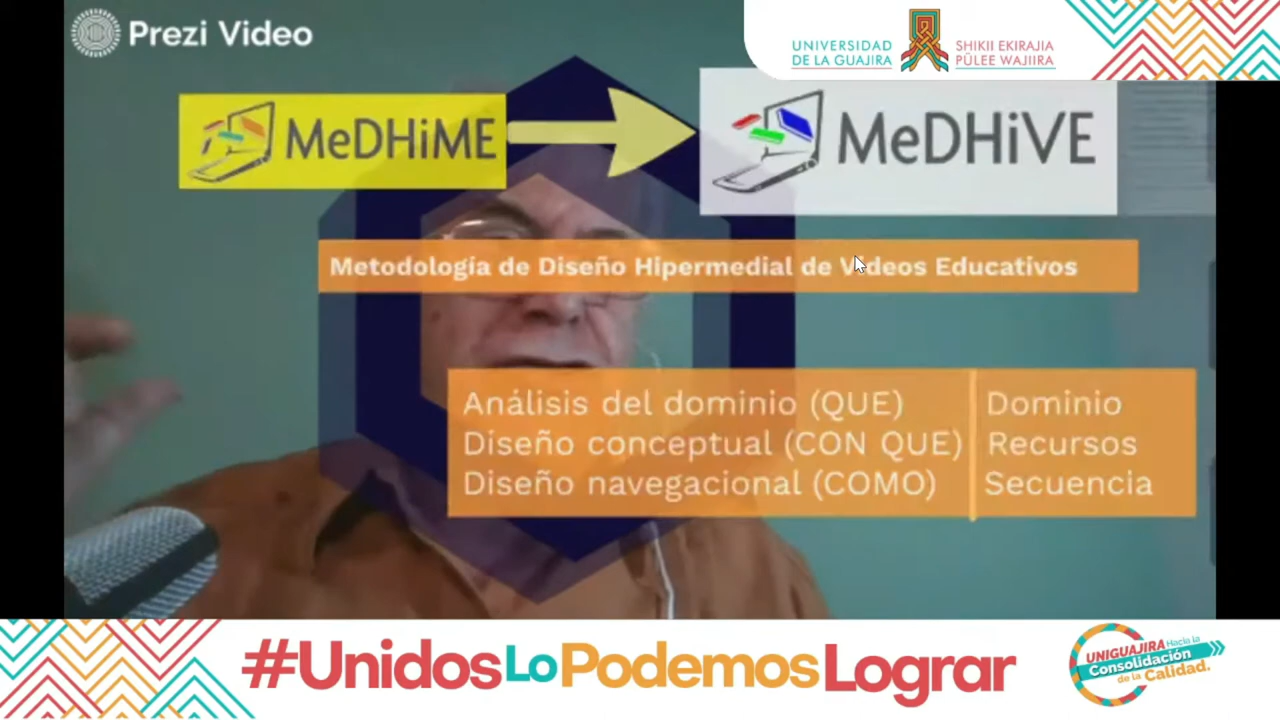 Prezi Video
UNIVERSIDAD
DE LA GUAJIRA
SHIKII EKIRAJIA
PÜLEE WAJIIRA
MeDHiME
MeDHiVE
Metodología de Diseño Hipermedial de Videos Educativos
Análisis del dominio (QUE)
Dominio
Diseño conceptual (CON QUE)
Recursos
Diseño navegacional (COMO)
Secuencia
#UnidosLoPodemosLograr
UNIGUAJIRA Hacia la
Consolidación
de la Calidad.